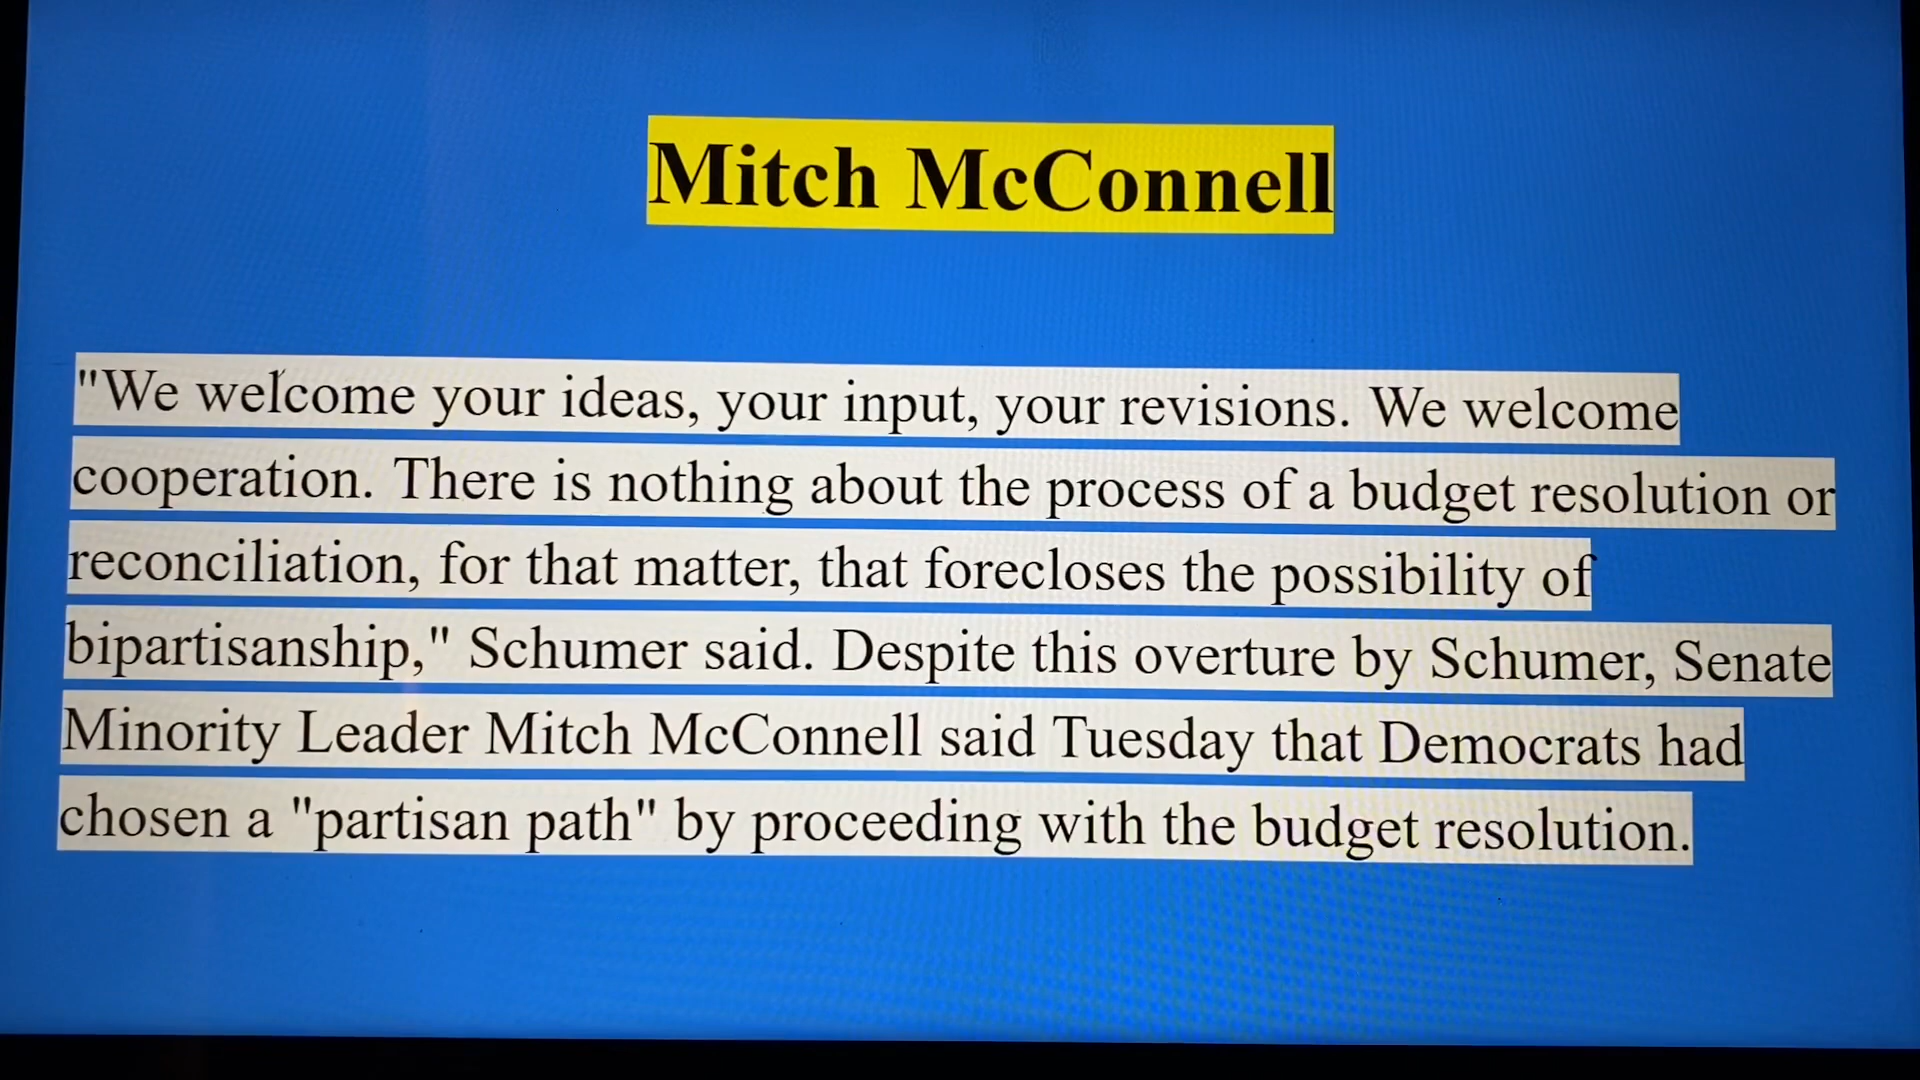 Mitch McConnell
"We welcome your ideas, your input, your revisions. We welcome
cooperation. There is nothing about the process of a budget resolution or
reconciliation, for that matter, that forecloses the possibility of
bipartisanship," Schumer said. Despite this overture by Schumer, Senate
Minority Leader Mitch McConnell said Tuesday that Democrats had
chosen a "partisan path" by proceeding with the budget resolution.